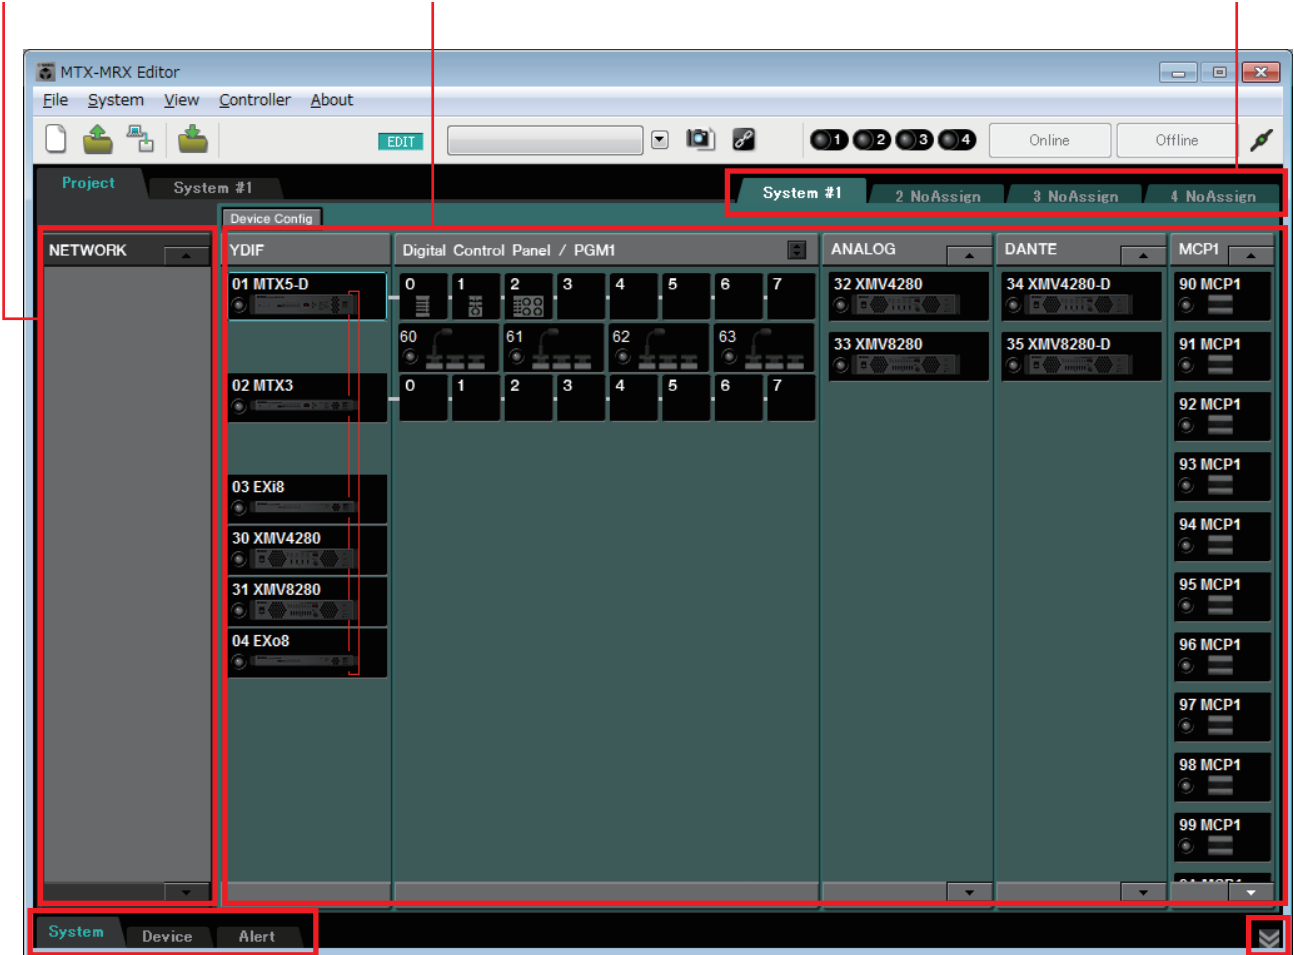 MTX-MRX Editor
File System View Controller About
EDIT 1 2 3 4 Online Offline
Project System #1 System #1 2 NoAssign 3 NoAssign 4 NoAssign
Device Config
NETWORK YDIF Digital Control Panel / PGM1 ANALOG DANTE MCP1
01 MTX5-D 0 1 2 3 4 5 6 7 32 XMV4280 34 XMV4280-D 90 MCP1
60 61 62 63 33 XMV8280 35 XMV8280-D 91 MCP1
02 MTX3 0 1 2 3 4 5 6 7
92 MCP1
93 MCP1
03 EXi8
94 MCP1
30 XMV4280
95 MCP1
31 XMV8280
04 EXo8 96 MCP1
97 MCP1
98 MCP1
99 MCP1
System Device Alert